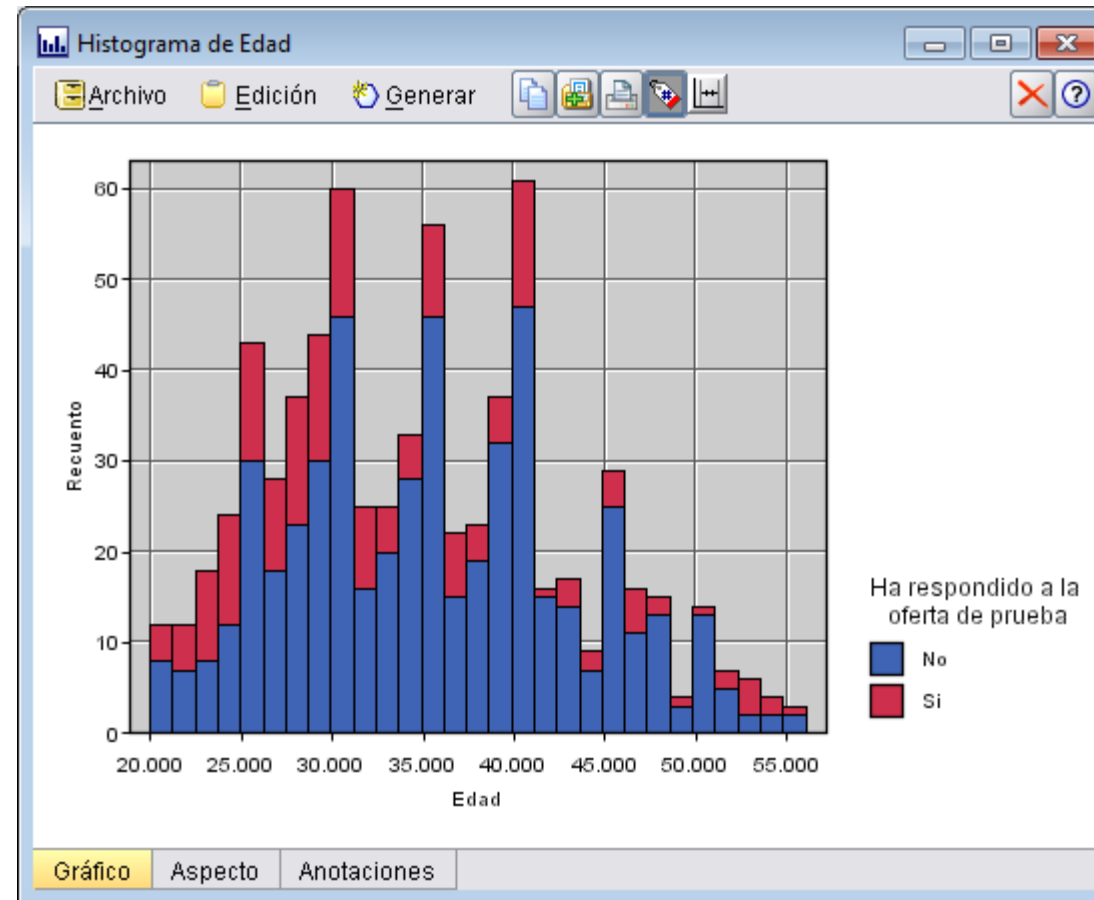 Histograma de Edad
Archivo Edición Generar
60
50
40
30
20
10
0
Recuento
20.000 25.000 30.000 35.000 40.000 45.000 50.000 55.000
Edad
Ha respondido a la
oferta de prueba
No
Si
Gráfico Aspecto Anotaciones